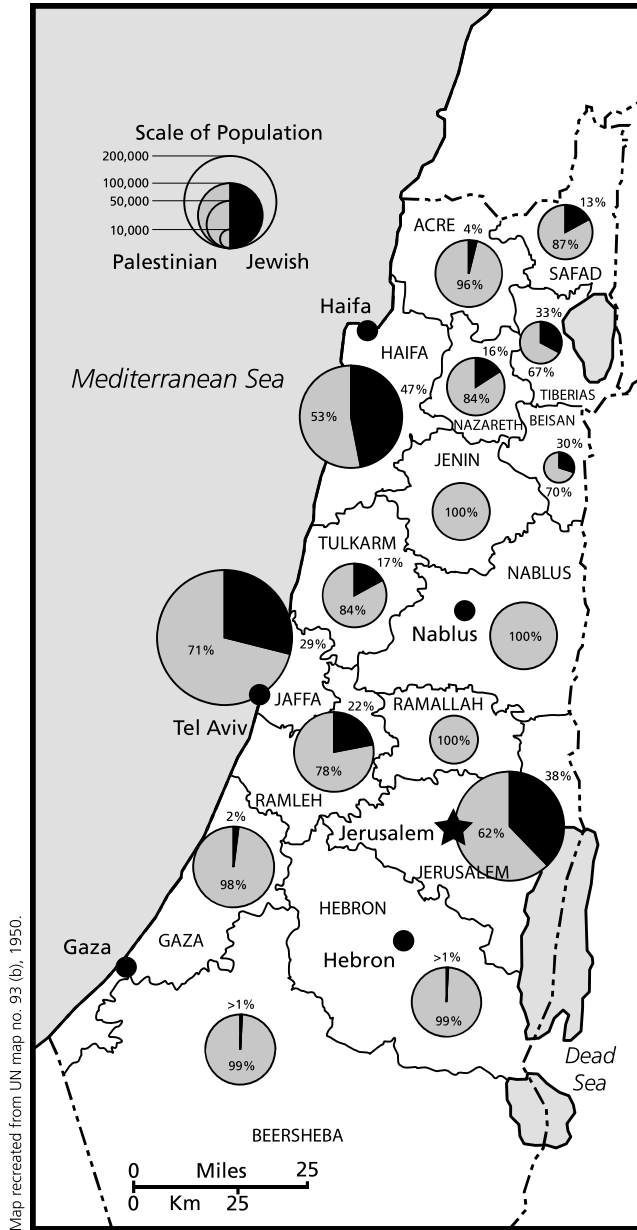 Scale of Population
200,000
100,000
50,000
10,000
Palestinian Jewish
ACRE
4%
96%
13%
87%
SAFAD
Haifa
HAIFA
33%
67%
TIBERIAS
16%
84%
NAZARETH
Mediterranean Sea
47%
53%
BEISAN
30%
70%
JENIN
100%
TULKARM
17%
84%
NABLUS
Nablus
100%
71%
29%
JAFFA
Tel Aviv
22%
78%
RAMLEH
RAMALLAH
100%
38%
62%
Jerusalem
JERUSALEM
2%
98%
GAZA
Gaza
HEBRON
Hebron
>1%
99%
>1%
99%
BEERSHEBA
Dead
Sea
0 Miles 25
0 Km 25
Map recreated from UN map no. 93 (b), 1950.